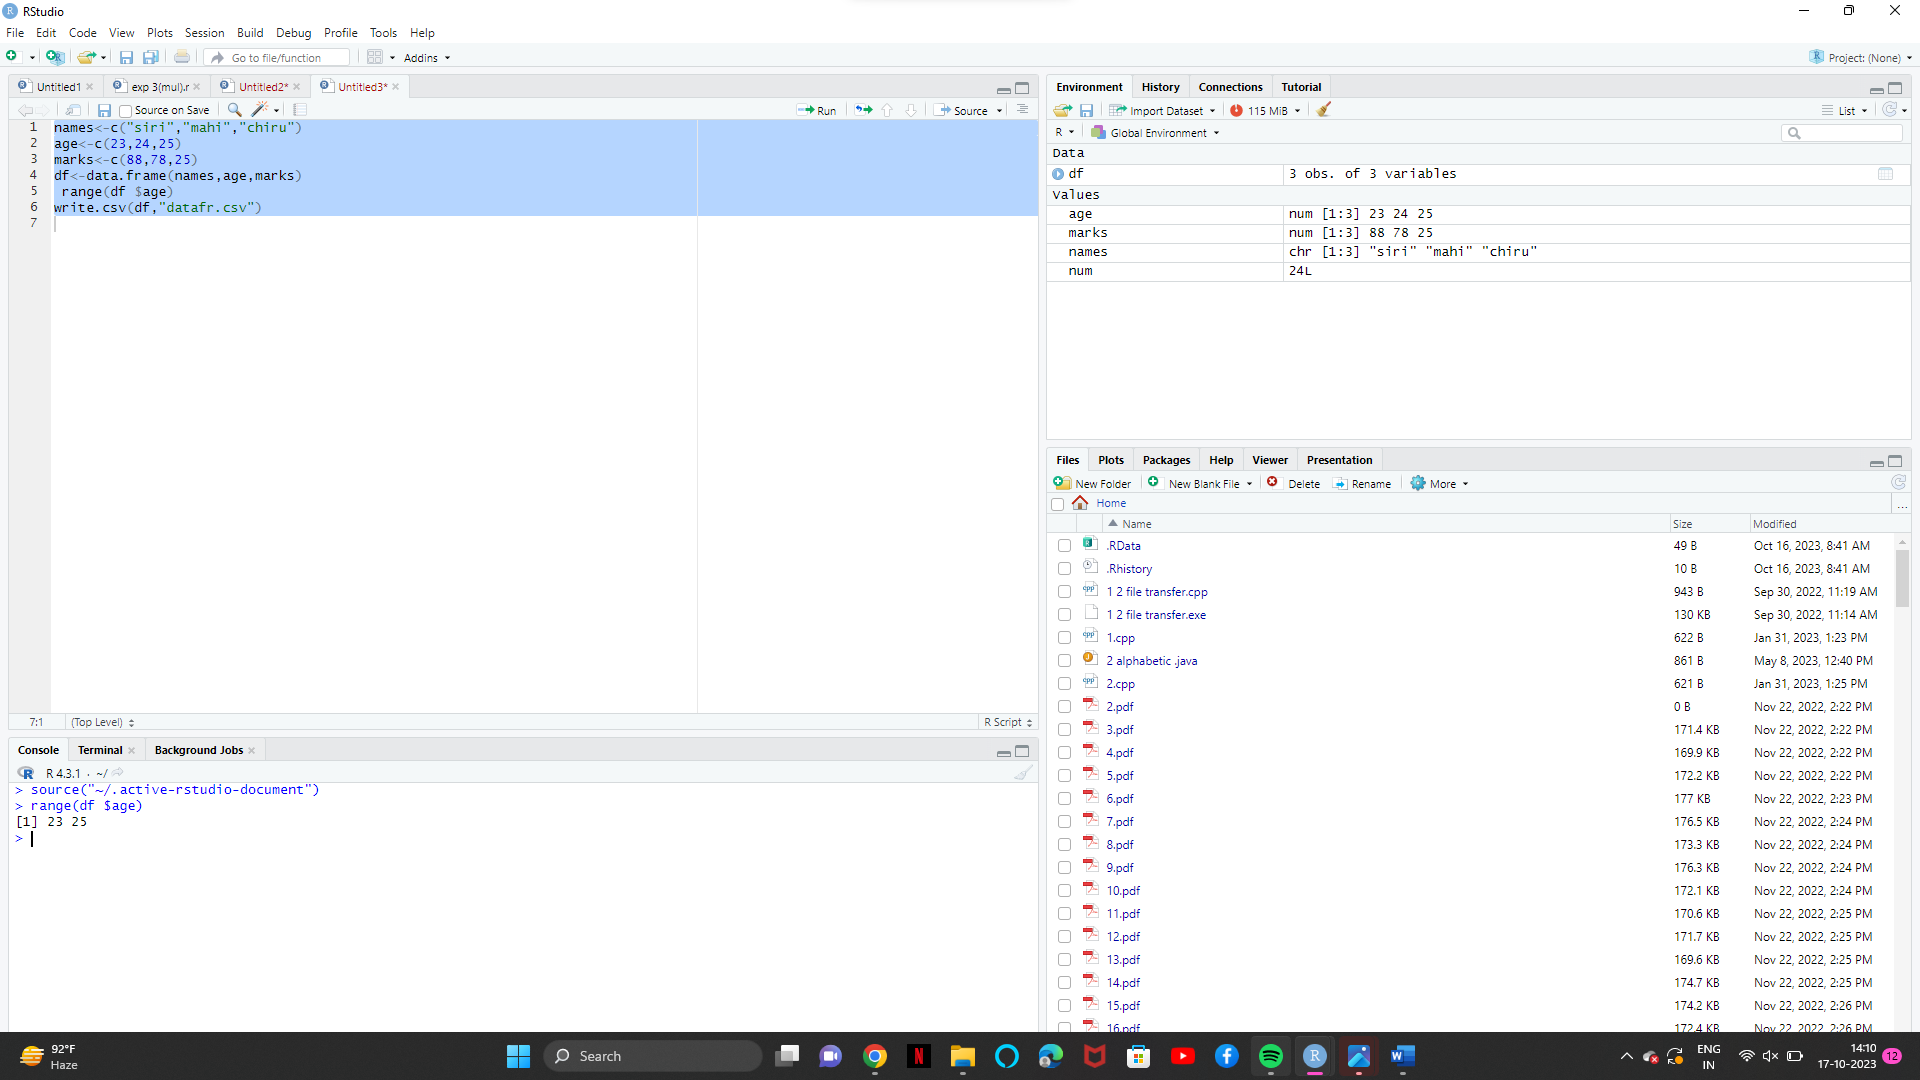 RStudio
File Edit Code View Plots Session Build Debug Profile Tools Help
Go to file/function Addins Project: (None)
Untitled1 exp 3(mul).r Untitled2* Untitled3*
Source on Save Run Source
1 names<-c("siri","mahi","chiru")
2 age<-c(23,24,25)
3 marks<-c(88,78,25)
4 df<-data.frame(names,age,marks)
5 range(df $age)
6 write.csv(df,"datafr.csv")
7
7:1 (Top Level) R Script
Console Terminal Background Jobs
R 4.3.1 · ~/
> source("~/.active-rstudio-document")
> range(df $age)
[1] 23 25
>
Environment History Connections Tutorial
Import Dataset 115 MiB List
R Global Environment
Data
df 3 obs. of 3 variables
Values
age num [1:3] 23 24 25
marks num [1:3] 88 78 25
names chr [1:3] "siri" "mahi" "chiru"
num 24L
Files Plots Packages Help Viewer Presentation
New Folder New Blank File Delete Rename More
Home ...
Name Size Modified
.RData 49 B Oct 16, 2023, 8:41 AM
.Rhistory 10 B Oct 16, 2023, 8:41 AM
1 2 file transfer.cpp 943 B Sep 30, 2022, 11:19 AM
1 2 file transfer.exe 130 KB Sep 30, 2022, 11:14 AM
1.cpp 622 B Jan 31, 2023, 1:23 PM
2 alphabetic .java 861 B May 8, 2023, 12:40 PM
2.cpp 621 B Jan 31, 2023, 1:25 PM
2.pdf 0 B Nov 22, 2022, 2:22 PM
3.pdf 171.4 KB Nov 22, 2022, 2:22 PM
4.pdf 169.9 KB Nov 22, 2022, 2:22 PM
5.pdf 172.2 KB Nov 22, 2022, 2:22 PM
6.pdf 177 KB Nov 22, 2022, 2:23 PM
7.pdf 176.5 KB Nov 22, 2022, 2:24 PM
8.pdf 173.3 KB Nov 22, 2022, 2:24 PM
9.pdf 176.3 KB Nov 22, 2022, 2:24 PM
10.pdf 172.1 KB Nov 22, 2022, 2:24 PM
11.pdf 170.6 KB Nov 22, 2022, 2:25 PM
12.pdf 171.7 KB Nov 22, 2022, 2:25 PM
13.pdf 169.6 KB Nov 22, 2022, 2:25 PM
14.pdf 174.7 KB Nov 22, 2022, 2:25 PM
15.pdf 174.2 KB Nov 22, 2022, 2:26 PM
16.pdf 172.4 KB Nov 22, 2022, 2:26 PM
92°F
Haze
Search
ENG
IN
14:10
17-10-2023
12